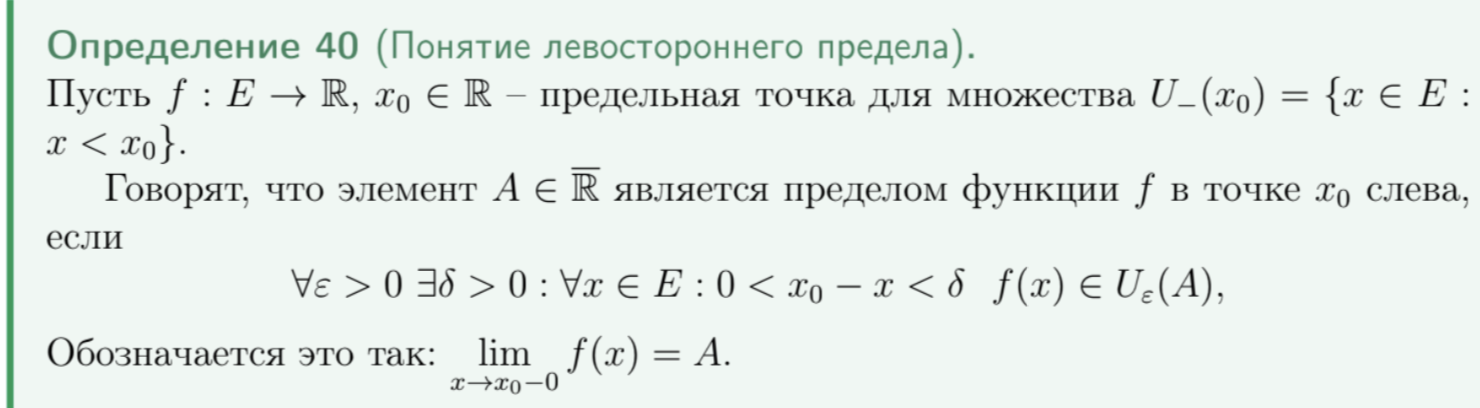 Определение 40 (Понятие левостороннего предела).
Пусть f : E → ℝ, x₀ ∈ ℝ – предельная точка для множества U₋(x₀) = {x ∈ E :
x < x₀}.
Говорят, что элемент A ∈ ℝ̅ является пределом функции f в точке x₀ слева,
если
∀ε > 0 ∃δ > 0 : ∀x ∈ E : 0 < x₀ − x < δ f(x) ∈ U_ε(A),
Обозначается это так: lim_{x→x₀−0} f(x) = A.